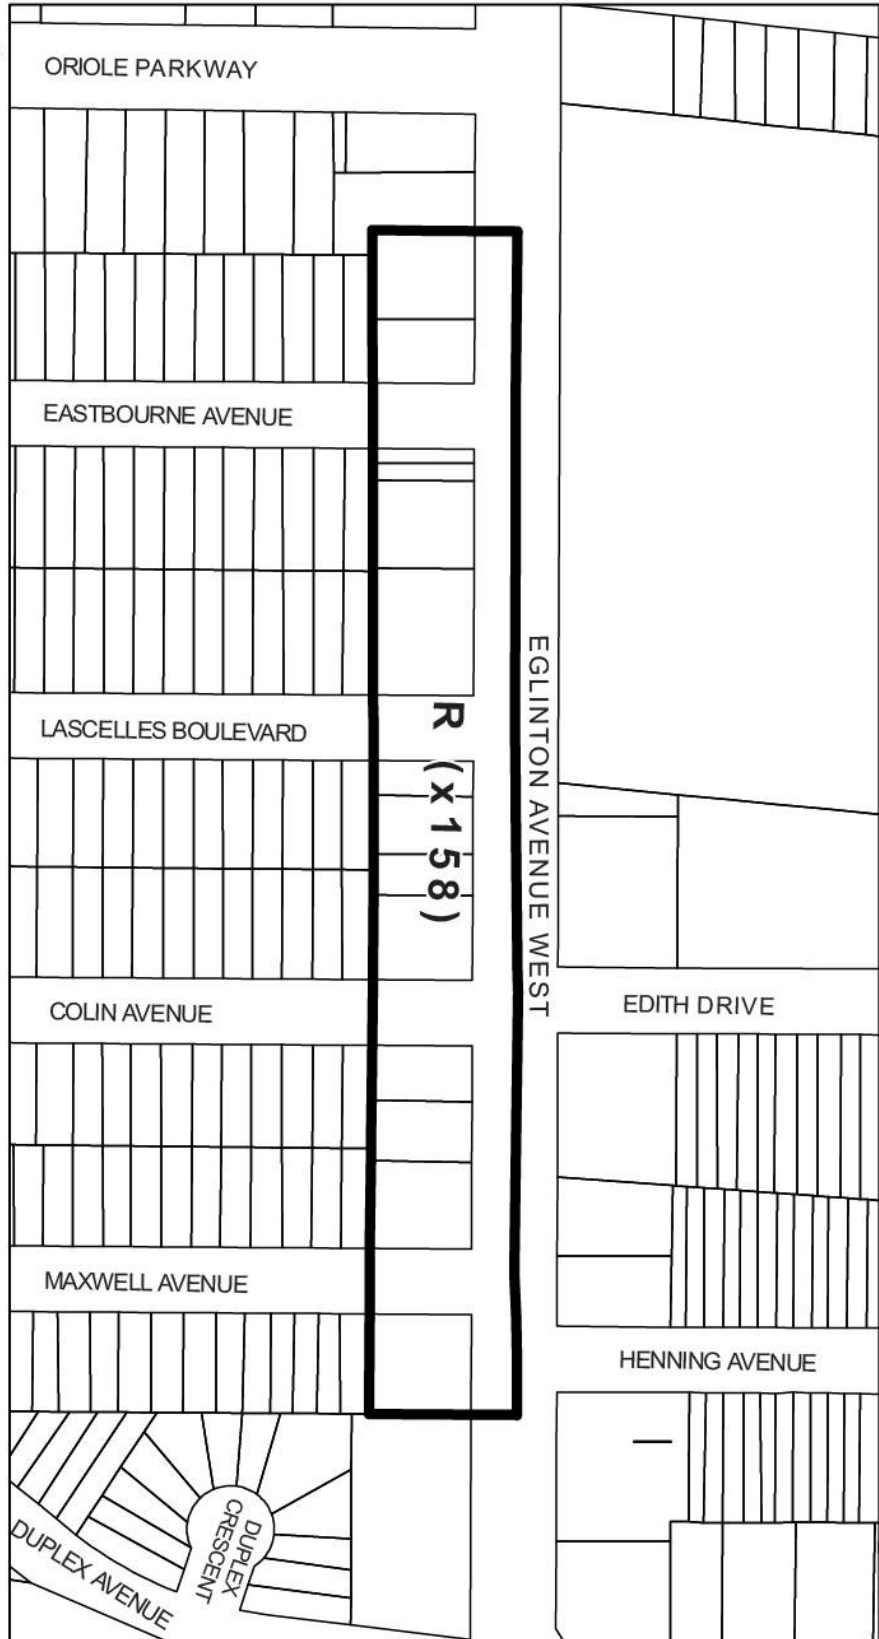 ORIOLE PARKWAY
EASTBOURNE AVENUE
EGLINTON AVENUE WEST
R (x158)
LASCELLES BOULEVARD
COLIN AVENUE
EDITH DRIVE
MAXWELL AVENUE
HENNING AVENUE
DUPLEX
CRESCENT
DUPLEX AVENUE